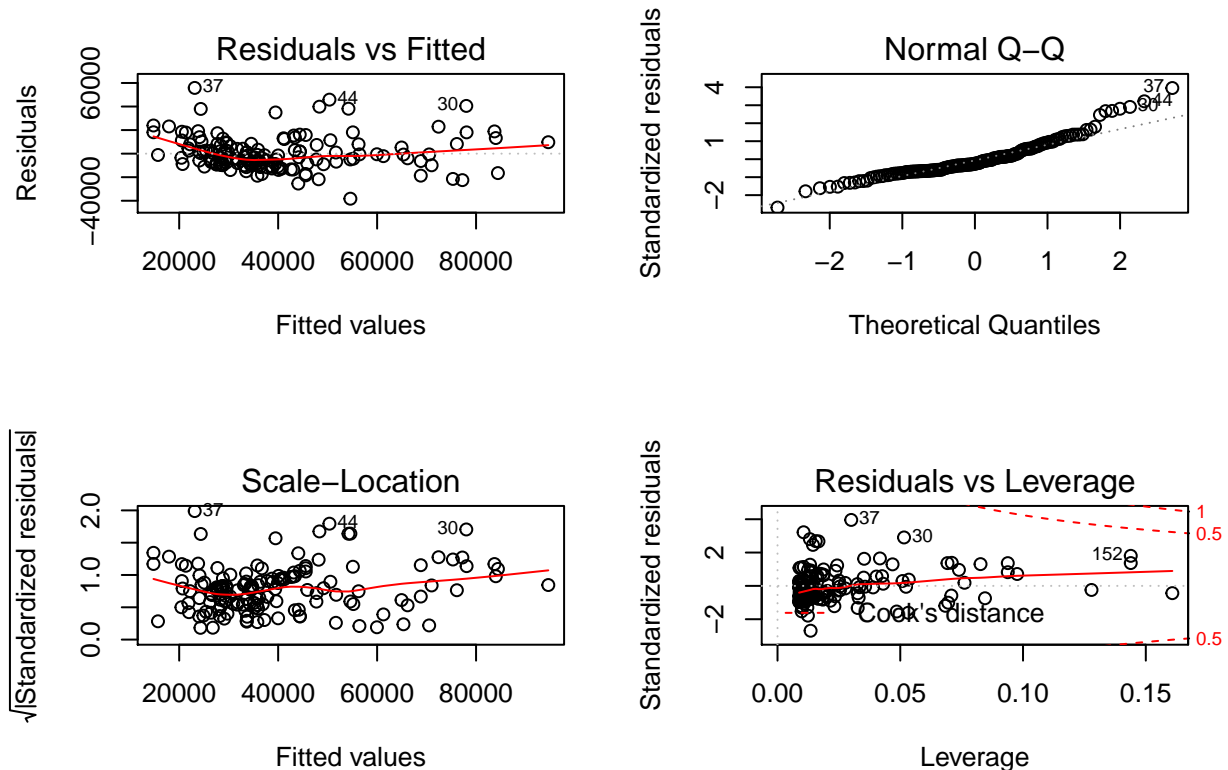 Residuals vs Fitted
Residuals
60000
−40000
37
44
30
20000 40000 60000 80000
Fitted values
Normal Q−Q
Standardized residuals
4
1
−2
37
44
30
−2 −1 0 1 2
Theoretical Quantiles
Scale−Location
√|Standardized residuals|
2.0
1.0
0.0
37
44
30
20000 40000 60000 80000
Fitted values
Residuals vs Leverage
Standardized residuals
2
−2
37
30
152
Cook's distance
1
0.5
0.5
0.00 0.05 0.10 0.15
Leverage